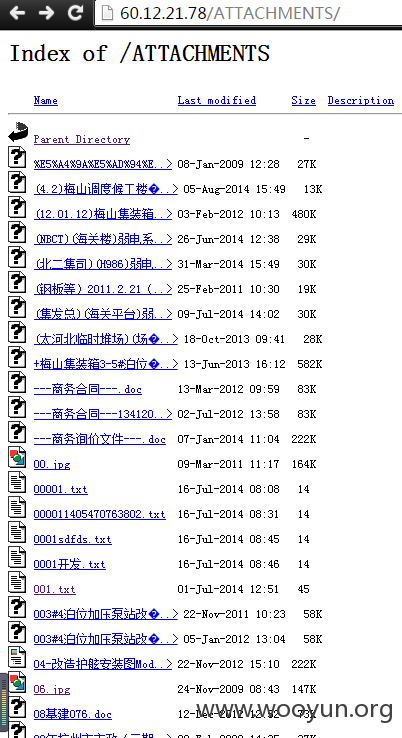 60.12.21.78/ATTACHMENTS/
Index of /ATTACHMENTS
Name Last modified Size Description
Parent Directory -
%E5%A4%9A%E5%AD%94%E..> 08-Jan-2009 12:28 27K
(4.2)梅山调度候工楼�..> 05-Aug-2014 15:49 13K
(12.01.12)梅山集装箱..> 03-Feb-2012 10:13 480K
(NBCT)(海关楼)弱电系..> 26-Jun-2014 12:38 29K
(北二集司)(H986)弱电..> 31-Mar-2014 15:49 30K
(钢板等) 2011.2.21 (..> 25-Feb-2011 10:30 19K
(集发总)(海关平台)弱..> 09-Jul-2014 14:02 30K
(太河北临时堆场)(场�..> 18-Oct-2013 09:41 28K
+梅山集装箱3-5#泊位�..> 13-Jun-2013 16:12 582K
---商务合同---.doc 13-Mar-2012 09:59 83K
---商务合同---134120..> 02-Jul-2012 13:58 83K
---商务询价文件---.doc 07-Jan-2014 11:04 222K
00.jpg 09-Mar-2011 11:17 164K
00001.txt 16-Jul-2014 08:08 14
000011405470763802.txt 16-Jul-2014 08:31 14
0001sdfds.txt 16-Jul-2014 08:45 14
0001开发.txt 16-Jul-2014 08:46 14
001.txt 01-Jul-2014 12:51 45
003#4泊位加压泵站改�..> 22-Nov-2011 10:23 58K
003#4泊位加压泵站改�..> 05-Jan-2012 13:04 58K
04-改造护舷安装图Mod..> 22-Nov-2012 15:10 222K
06.jpg 24-Nov-2009 08:43 147K
08基建076.doc 73K
www.wooyun.org